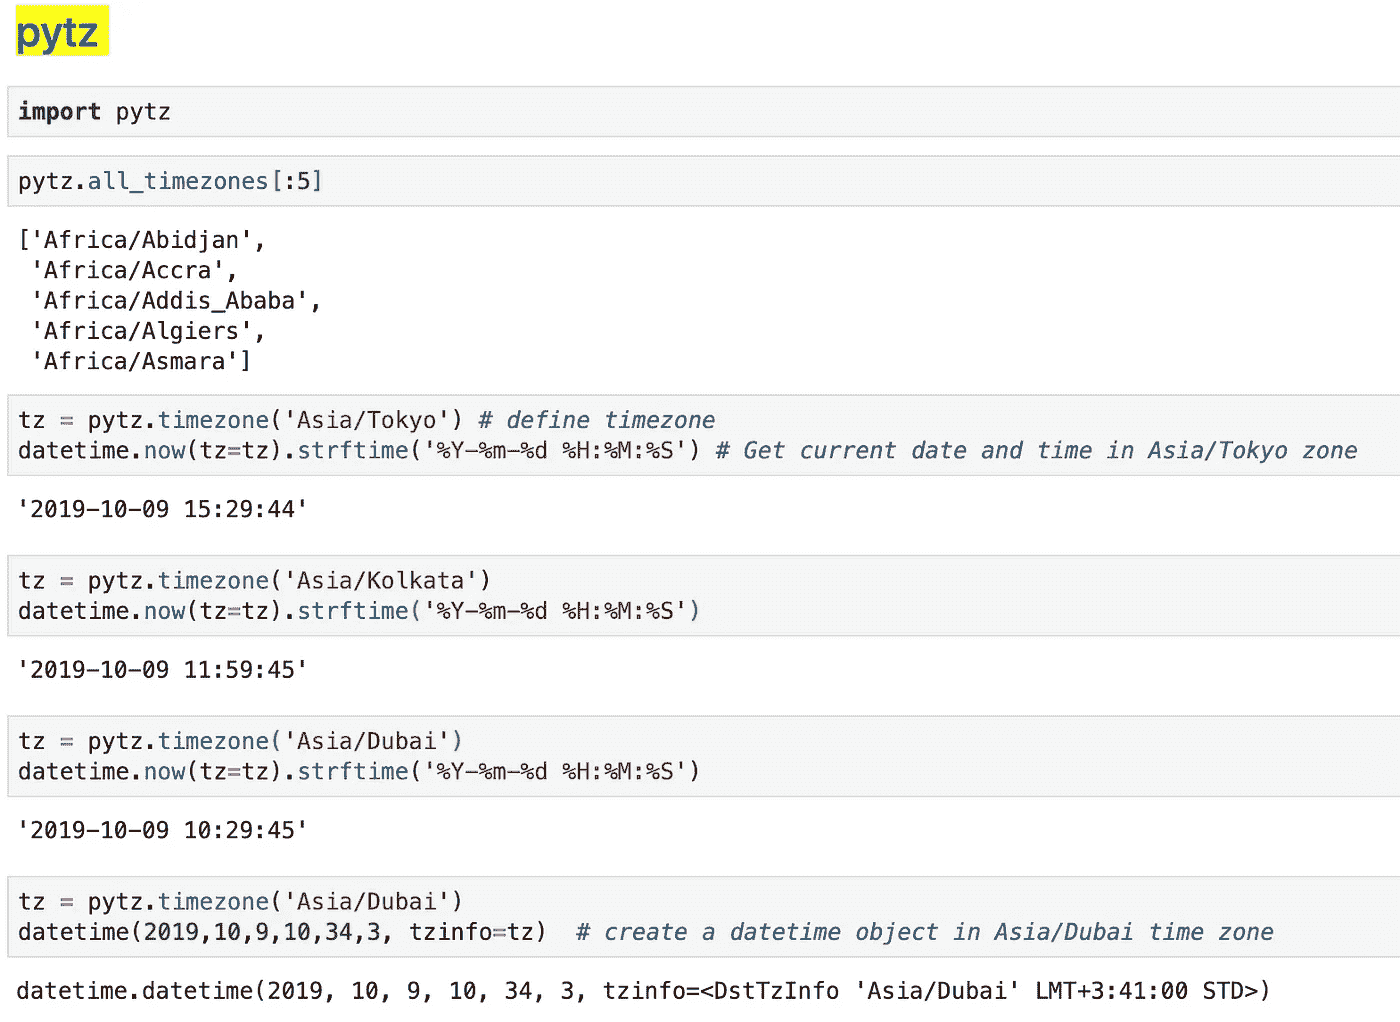 pytz
import pytz
pytz.all_timezones[:5]
['Africa/Abidjan',
 'Africa/Accra',
 'Africa/Addis_Ababa',
 'Africa/Algiers',
 'Africa/Asmara']
tz = pytz.timezone('Asia/Tokyo') # define timezone
datetime.now(tz=tz).strftime('%Y-%m-%d %H:%M:%S') # Get current date and time in Asia/Tokyo zone
'2019-10-09 15:29:44'
tz = pytz.timezone('Asia/Kolkata')
datetime.now(tz=tz).strftime('%Y-%m-%d %H:%M:%S')
'2019-10-09 11:59:45'
tz = pytz.timezone('Asia/Dubai')
datetime.now(tz=tz).strftime('%Y-%m-%d %H:%M:%S')
'2019-10-09 10:29:45'
tz = pytz.timezone('Asia/Dubai')
datetime(2019,10,9,10,34,3, tzinfo=tz)  # create a datetime object in Asia/Dubai time zone
datetime.datetime(2019, 10, 9, 10, 34, 3, tzinfo=<DstTzInfo 'Asia/Dubai' LMT+3:41:00 STD>)